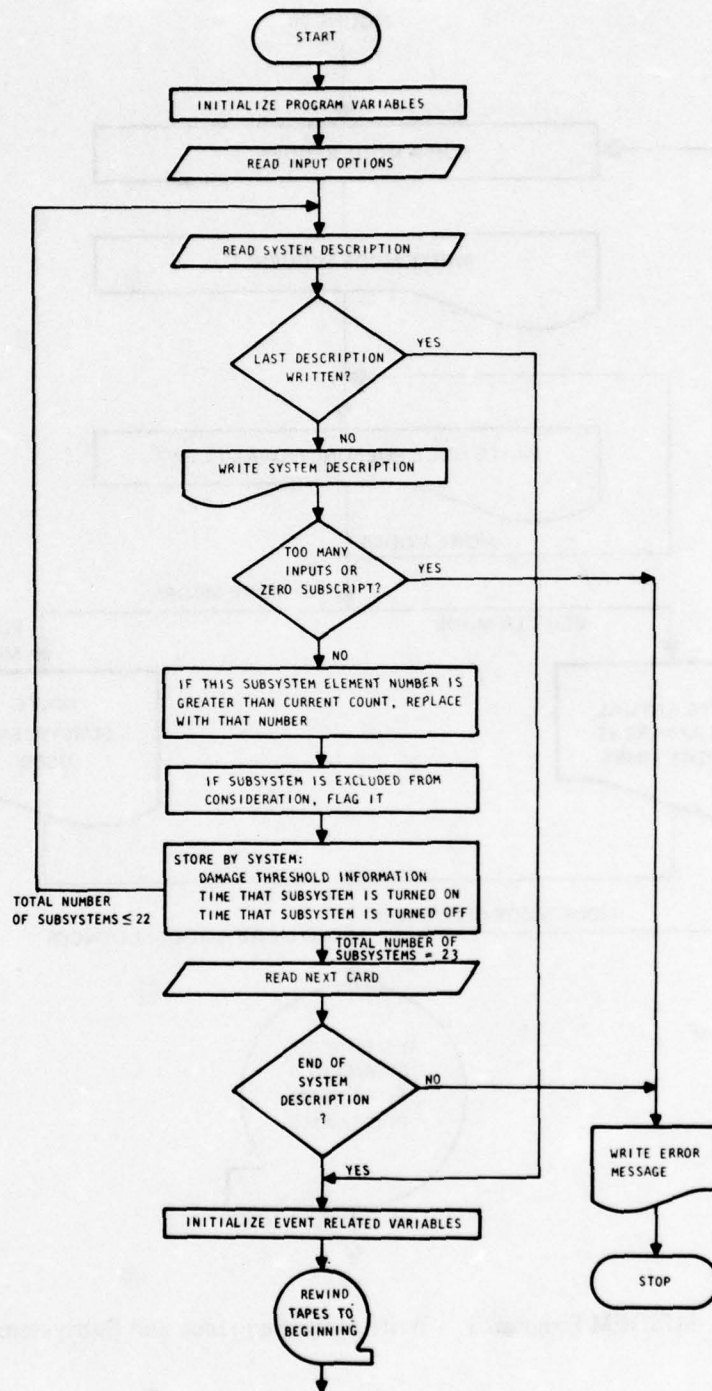 START
INITIALIZE PROGRAM VARIABLES
READ INPUT OPTIONS
READ SYSTEM DESCRIPTION
LAST DESCRIPTION
WRITTEN?
YES
NO
WRITE SYSTEM DESCRIPTION
TOO MANY
INPUTS OR
ZERO SUBSCRIPT?
YES
NO
IF THIS SUBSYSTEM ELEMENT NUMBER IS
GREATER THAN CURRENT COUNT, REPLACE
WITH THAT NUMBER
IF SUBSYSTEM IS EXCLUDED FROM
CONSIDERATION, FLAG IT
STORE BY SYSTEM:
DAMAGE THRESHOLD INFORMATION
TIME THAT SUBSYSTEM IS TURNED ON
TIME THAT SUBSYSTEM IS TURNED OFF
TOTAL NUMBER
OF SUBSYSTEMS ≤ 22
TOTAL NUMBER OF
SUBSYSTEMS = 23
READ NEXT CARD
END OF
SYSTEM
DESCRIPTION
?
NO
YES
WRITE ERROR
MESSAGE
STOP
INITIALIZE EVENT RELATED VARIABLES
REWIND
TAPES TO
BEGINNING